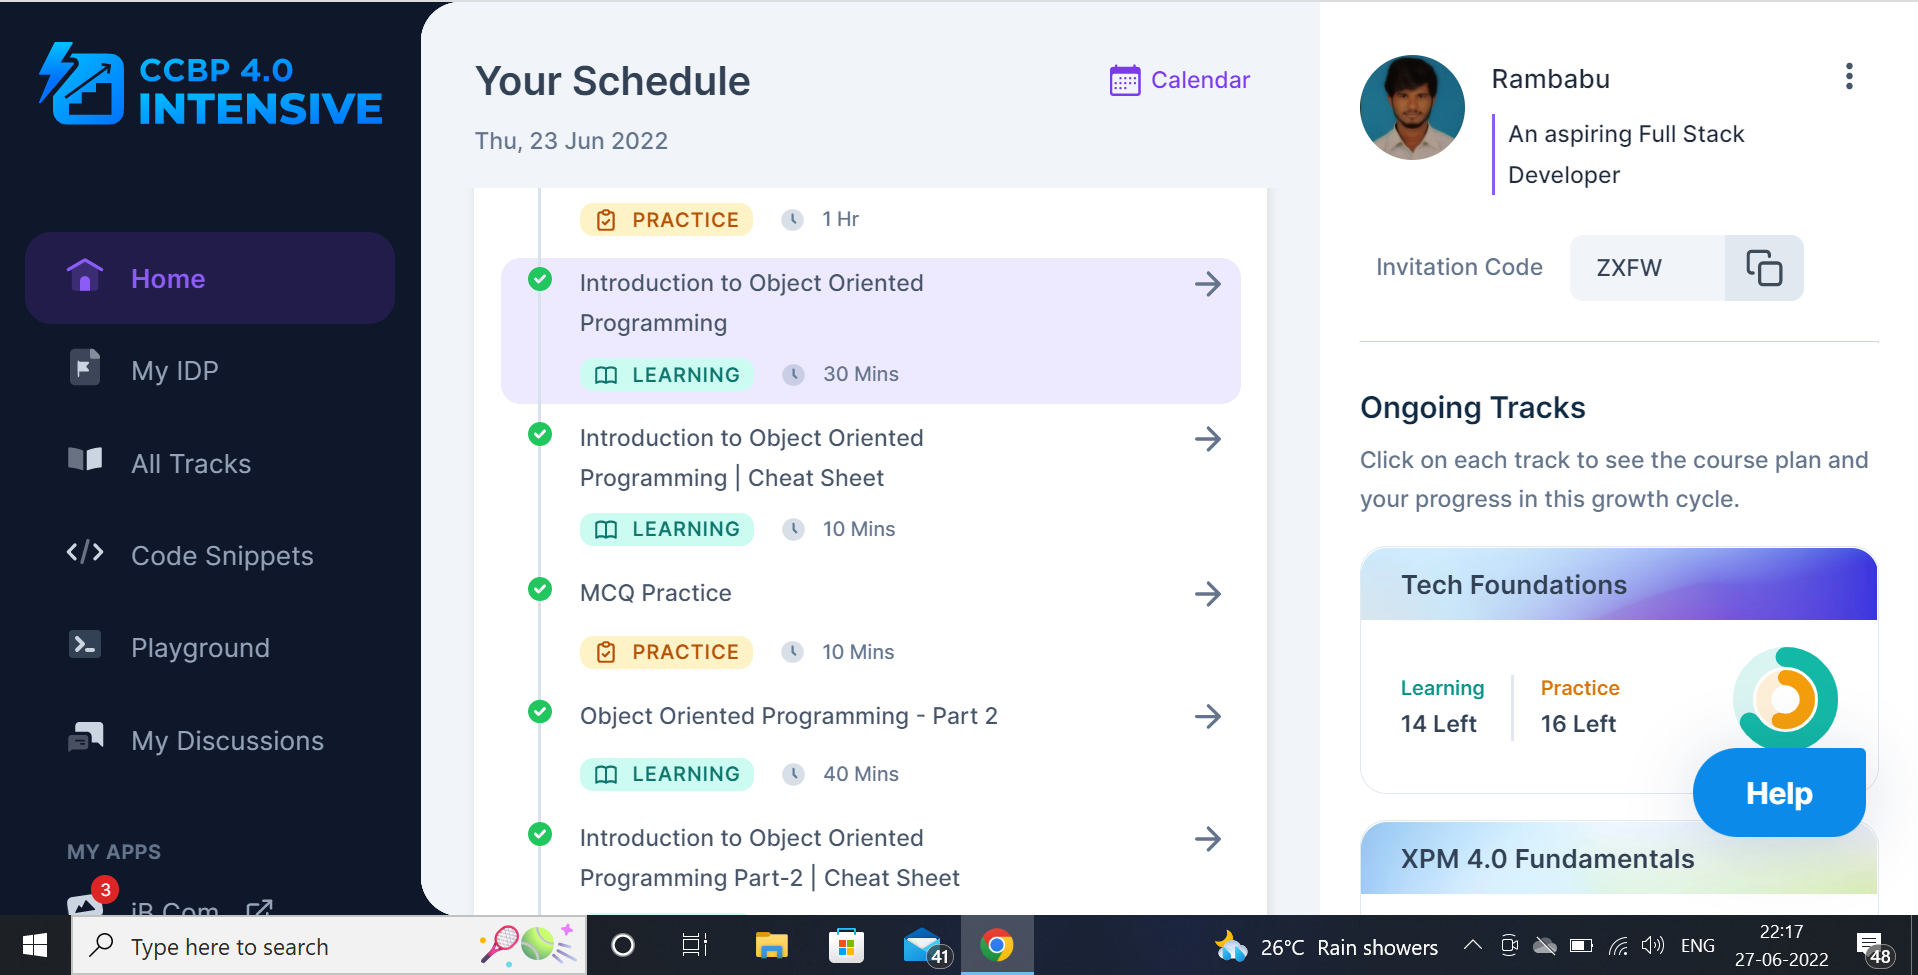 CCBP 4.0
INTENSIVE
Home
My IDP
All Tracks
Code Snippets
Playground
My Discussions
MY APPS
3
iB Com
Your Schedule
Calendar
Thu, 23 Jun 2022
PRACTICE 1 Hr
Introduction to Object Oriented
Programming
LEARNING 30 Mins
Introduction to Object Oriented
Programming | Cheat Sheet
LEARNING 10 Mins
MCQ Practice
PRACTICE 10 Mins
Object Oriented Programming - Part 2
LEARNING 40 Mins
Introduction to Object Oriented
Programming Part-2 | Cheat Sheet
Rambabu
An aspiring Full Stack
Developer
Invitation Code ZXFW
Ongoing Tracks
Click on each track to see the course plan and
your progress in this growth cycle.
Tech Foundations
Learning Practice
14 Left 16 Left
Help
XPM 4.0 Fundamentals
Type here to search
41
26°C Rain showers
ENG
22:17
27-06-2022
48